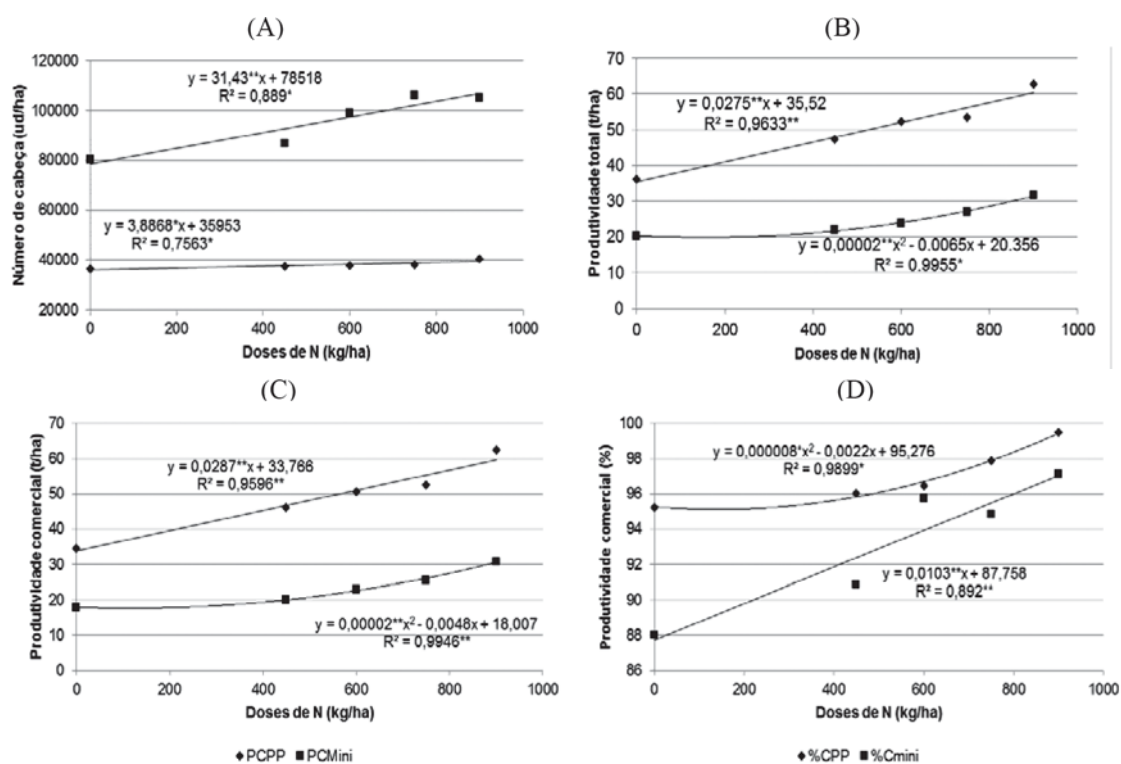 (A)
Número de cabeça (ud/ha)
120000
100000
80000
60000
40000
20000
y = 31,43**x + 78518
R² = 0,889*
y = 3,8868*x + 35953
R² = 0,7563*
0 200 400 600 800 1000
Doses de N (kg/ha)
(B)
Produtividade total (t/ha)
70
60
50
40
30
20
10
0
y = 0,0275**x + 35,52
R² = 0,9633**
y = 0,00002**x² - 0.0065x + 20.356
R² = 0.9955*
0 200 400 600 800 1000
Doses de N (kg/ha)
(C)
Produtividade comercial (t/ha)
70
60
50
40
30
20
10
0
y = 0,0287**x + 33,766
R² = 0,9596**
y = 0,00002**x² - 0,0048x + 18,007
R² = 0,9946**
0 200 400 600 800 1000
Doses de N (kg/ha)
PCPP PCMini
(D)
Produtividade comercial (%)
100
98
96
94
92
90
88
86
y = 0,000008*x² - 0,0022x + 95,276
R² = 0,9899*
y = 0,0103**x + 87,758
R² = 0,892**
0 200 400 600 800 1000
Doses de N (kg/ha)
%CPP %Cmini